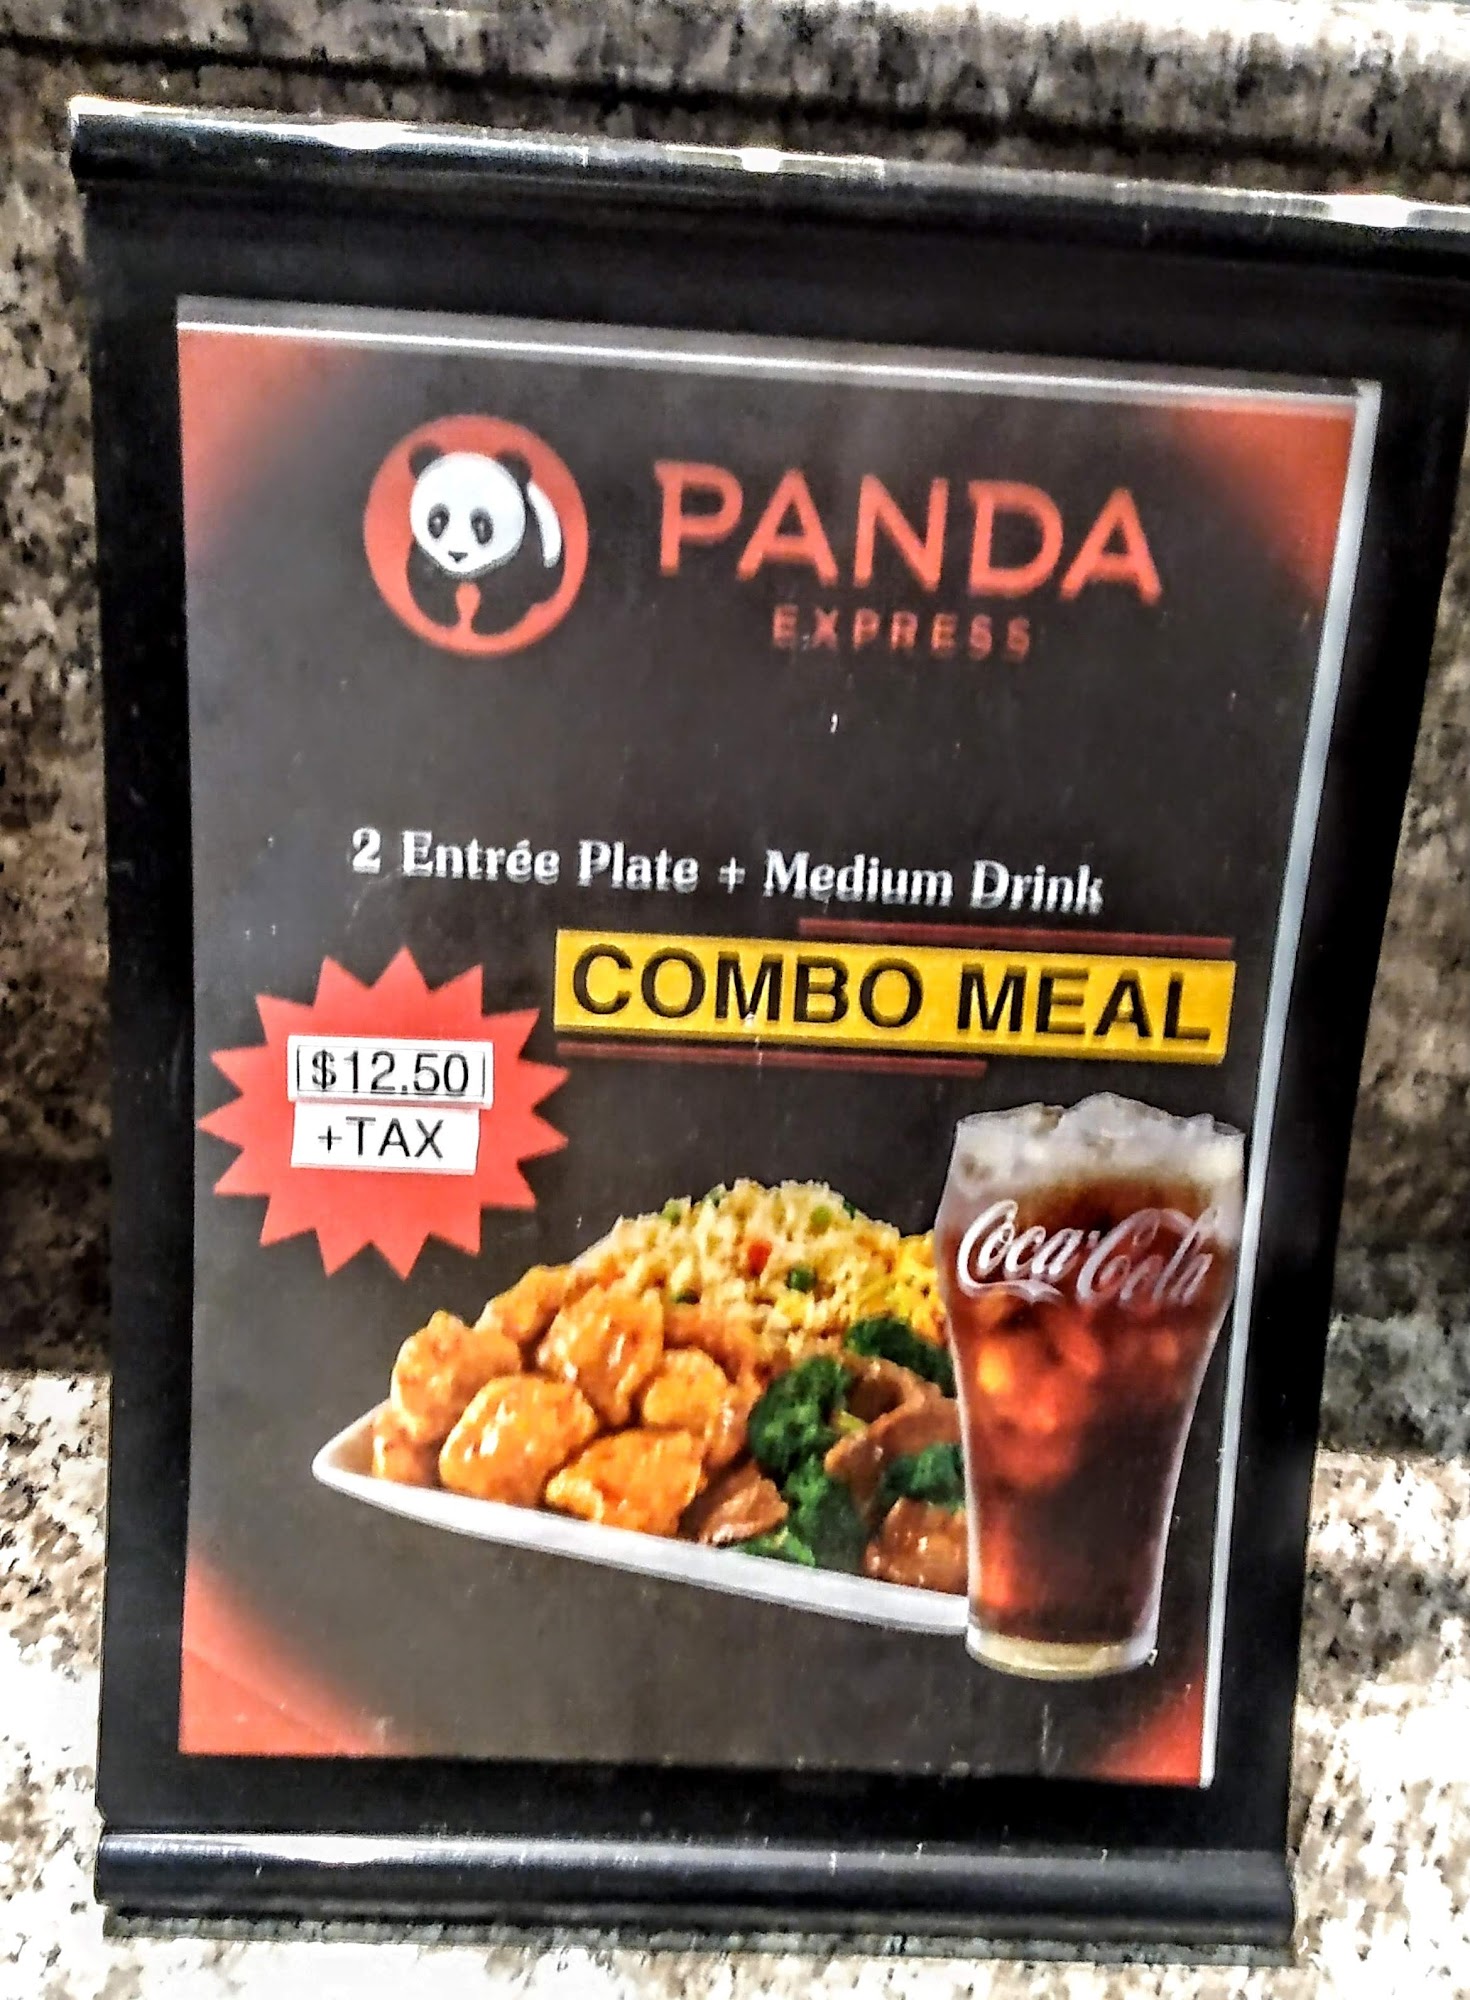 PANDA
EXPRESS
2 Entrée Plate + Medium Drink
COMBO MEAL
$12.50
+TAX
Coca-Cola